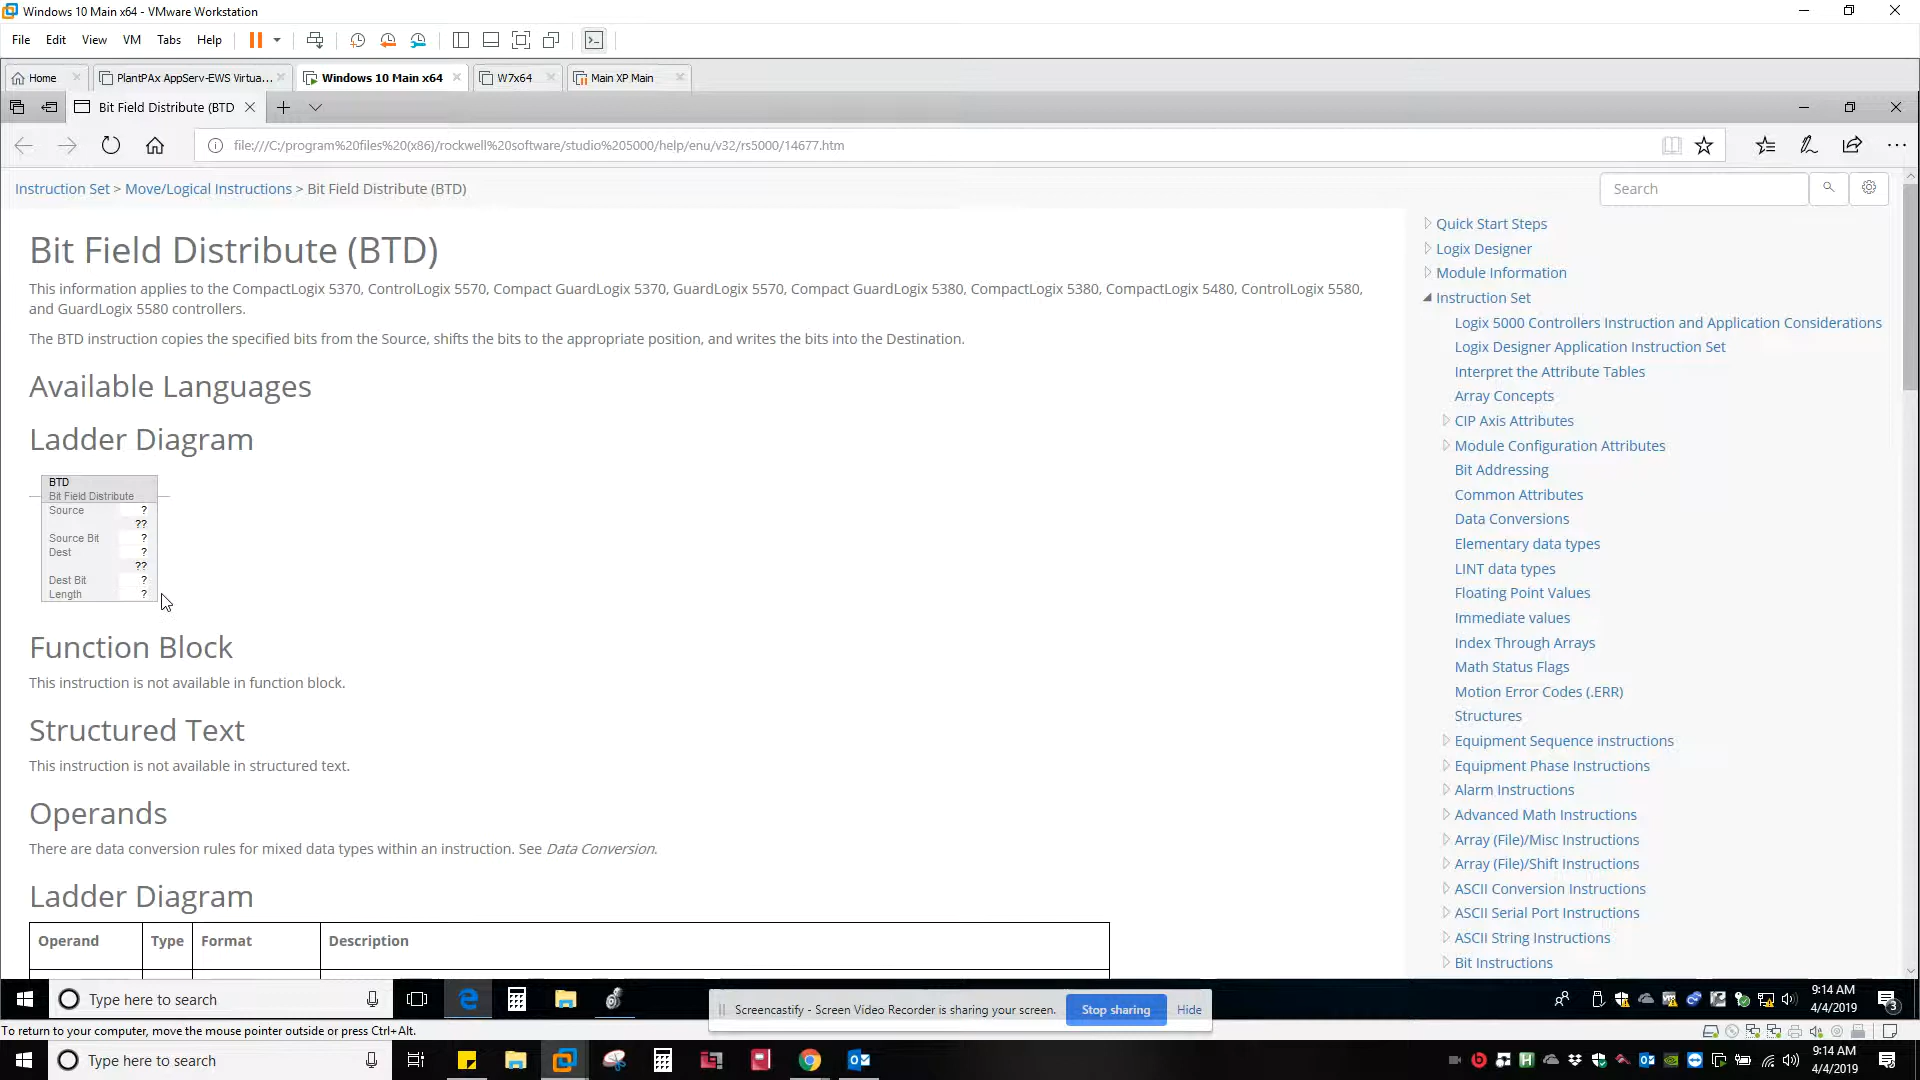 Windows 10 Main x64 - VMware Workstation
File Edit View VM Tabs Help
Home
PlantPAx AppServ-EWS Virtua...
Windows 10 Main x64
W7x64
Main XP Main
Bit Field Distribute (BTD
file:///C:/program%20files%20(x86)/rockwell%20software/studio%205000/help/enu/v32/rs5000/14677.htm
Instruction Set > Move/Logical Instructions > Bit Field Distribute (BTD)
Search
Bit Field Distribute (BTD)
This information applies to the CompactLogix 5370, ControlLogix 5570, Compact GuardLogix 5370, GuardLogix 5570, Compact GuardLogix 5380, CompactLogix 5380, CompactLogix 5480, ControlLogix 5580,
and GuardLogix 5580 controllers.
The BTD instruction copies the specified bits from the Source, shifts the bits to the appropriate position, and writes the bits into the Destination.
Available Languages
Ladder Diagram
BTD
Bit Field Distribute
Source ?
??
Source Bit ?
Dest ?
??
Dest Bit ?
Length ?
Function Block
This instruction is not available in function block.
Structured Text
This instruction is not available in structured text.
Operands
There are data conversion rules for mixed data types within an instruction. See Data Conversion.
Ladder Diagram
Operand Type Format Description
Quick Start Steps
Logix Designer
Module Information
Instruction Set
Logix 5000 Controllers Instruction and Application Considerations
Logix Designer Application Instruction Set
Interpret the Attribute Tables
Array Concepts
CIP Axis Attributes
Module Configuration Attributes
Bit Addressing
Common Attributes
Data Conversions
Elementary data types
LINT data types
Floating Point Values
Immediate values
Index Through Arrays
Math Status Flags
Motion Error Codes (.ERR)
Structures
Equipment Sequence instructions
Equipment Phase Instructions
Alarm Instructions
Advanced Math Instructions
Array (File)/Misc Instructions
Array (File)/Shift Instructions
ASCII Conversion Instructions
ASCII Serial Port Instructions
ASCII String Instructions
Bit Instructions
Type here to search
Screencastify - Screen Video Recorder is sharing your screen.
Stop sharing
Hide
9:14 AM
4/4/2019
3
To return to your computer, move the mouse pointer outside or press Ctrl+Alt.
Type here to search
9:14 AM
4/4/2019